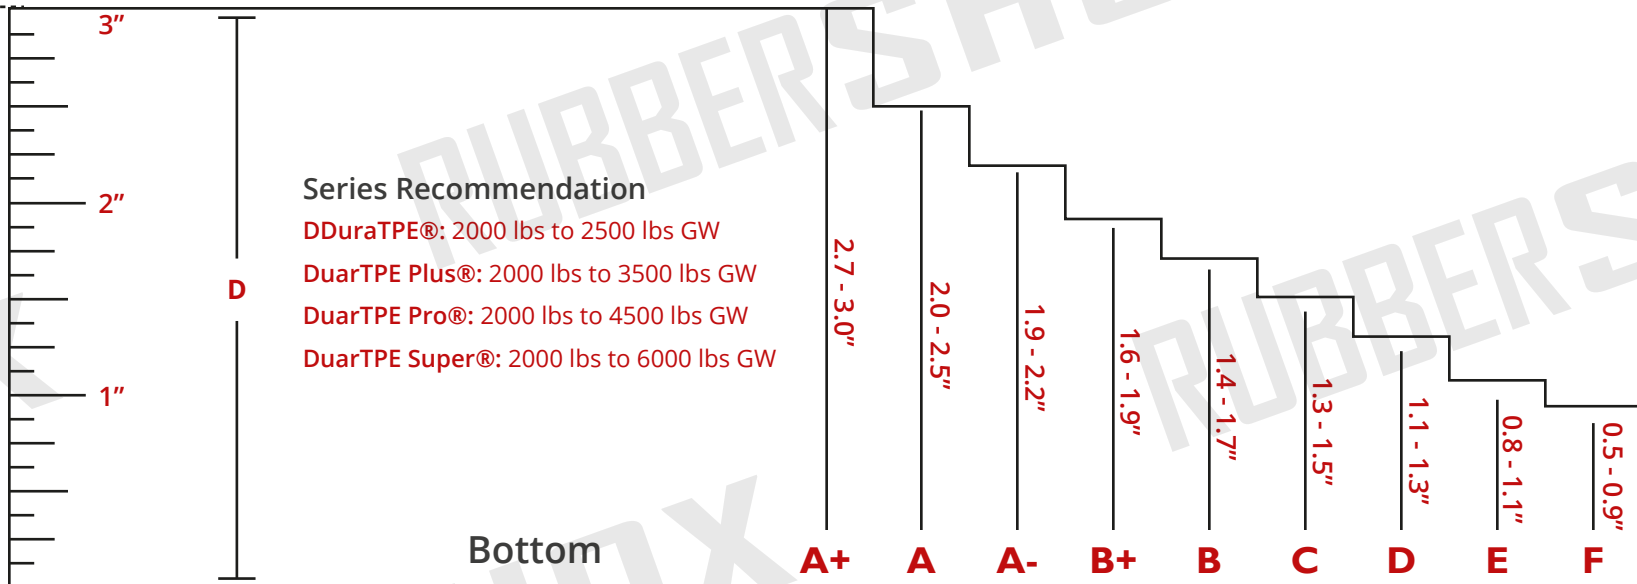 3”
2”
1”
D
Series Recommendation
DDuraTPE®: 2000 lbs to 2500 lbs GW
DuarTPE Plus®: 2000 lbs to 3500 lbs GW
DuarTPE Pro®: 2000 lbs to 4500 lbs GW
DuarTPE Super®: 2000 lbs to 6000 lbs GW
Bottom
2.7 - 3.0”
2.0 - 2.5”
1.9 - 2.2”
1.6 - 1.9”
1.4 - 1.7”
1.3 - 1.5”
1.1 - 1.3”
0.8 - 1.1”
0.5 - 0.9”
A+ A A- B+ B C D E F
RUBBERSH
RUBBERS
OX